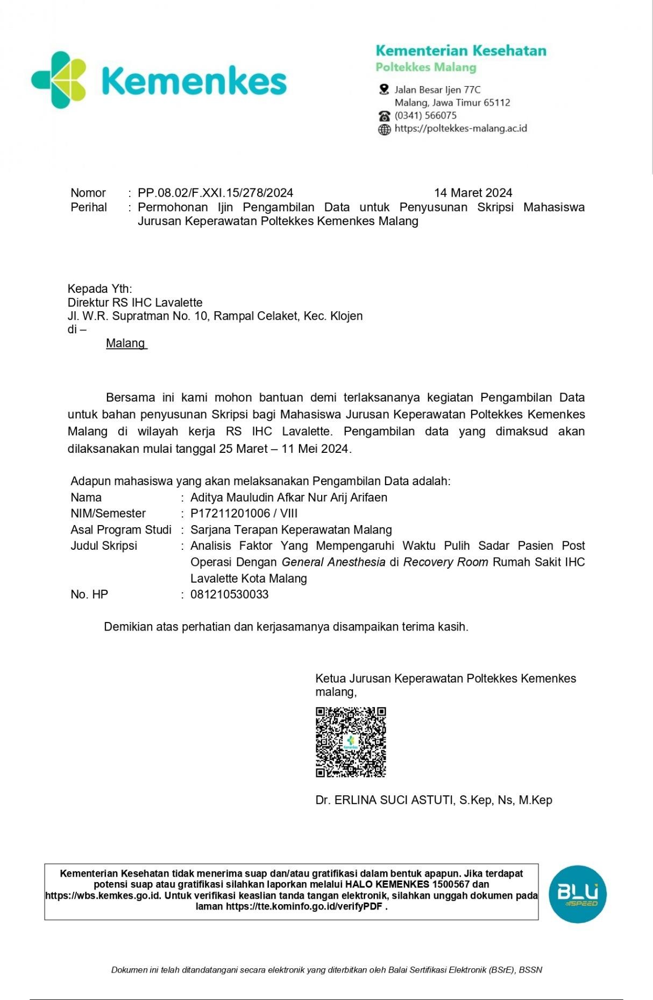 Kemenkes
Kementerian Kesehatan
Poltekkes Malang
Jalan Besar Ijen 77C
Malang, Jawa Timur 65112
(0341) 566075
https://poltekkes-malang.ac.id
Nomor : PP.08.02/F.XXI.15/278/2024 14 Maret 2024
Perihal : Permohonan Ijin Pengambilan Data untuk Penyusunan Skripsi Mahasiswa
Jurusan Keperawatan Poltekkes Kemenkes Malang
Kepada Yth:
Direktur RS IHC Lavalette
Jl. W.R. Supratman No. 10, Rampal Celaket, Kec. Klojen
di –
Malang
Bersama ini kami mohon bantuan demi terlaksananya kegiatan Pengambilan Data
untuk bahan penyusunan Skripsi bagi Mahasiswa Jurusan Keperawatan Poltekkes Kemenkes
Malang di wilayah kerja RS IHC Lavalette. Pengambilan data yang dimaksud akan
dilaksanakan mulai tanggal 25 Maret – 11 Mei 2024.
Adapun mahasiswa yang akan melaksanakan Pengambilan Data adalah:
Nama : Aditya Mauludin Afkar Nur Arij Arifaen
NIM/Semester : P17211201006 / VIII
Asal Program Studi : Sarjana Terapan Keperawatan Malang
Judul Skripsi : Analisis Faktor Yang Mempengaruhi Waktu Pulih Sadar Pasien Post
Operasi Dengan General Anesthesia di Recovery Room Rumah Sakit IHC
Lavalette Kota Malang
No. HP : 081210530033
Demikian atas perhatian dan kerjasamanya disampaikan terima kasih.
Ketua Jurusan Keperawatan Poltekkes Kemenkes
malang,
Kemenkes
Dr. ERLINA SUCI ASTUTI, S.Kep, Ns, M.Kep
Kementerian Kesehatan tidak menerima suap dan/atau gratifikasi dalam bentuk apapun. Jika terdapat
potensi suap atau gratifikasi silahkan laporkan melalui HALO KEMENKES 1500567 dan
https://wbs.kemkes.go.id. Untuk verifikasi keaslian tanda tangan elektronik, silahkan unggah dokumen pada
laman https://tte.kominfo.go.id/verifyPDF .
BLU
SPEED
Dokumen ini telah ditandatangani secara elektronik yang diterbitkan oleh Balai Sertifikasi Elektronik (BSrE), BSSN